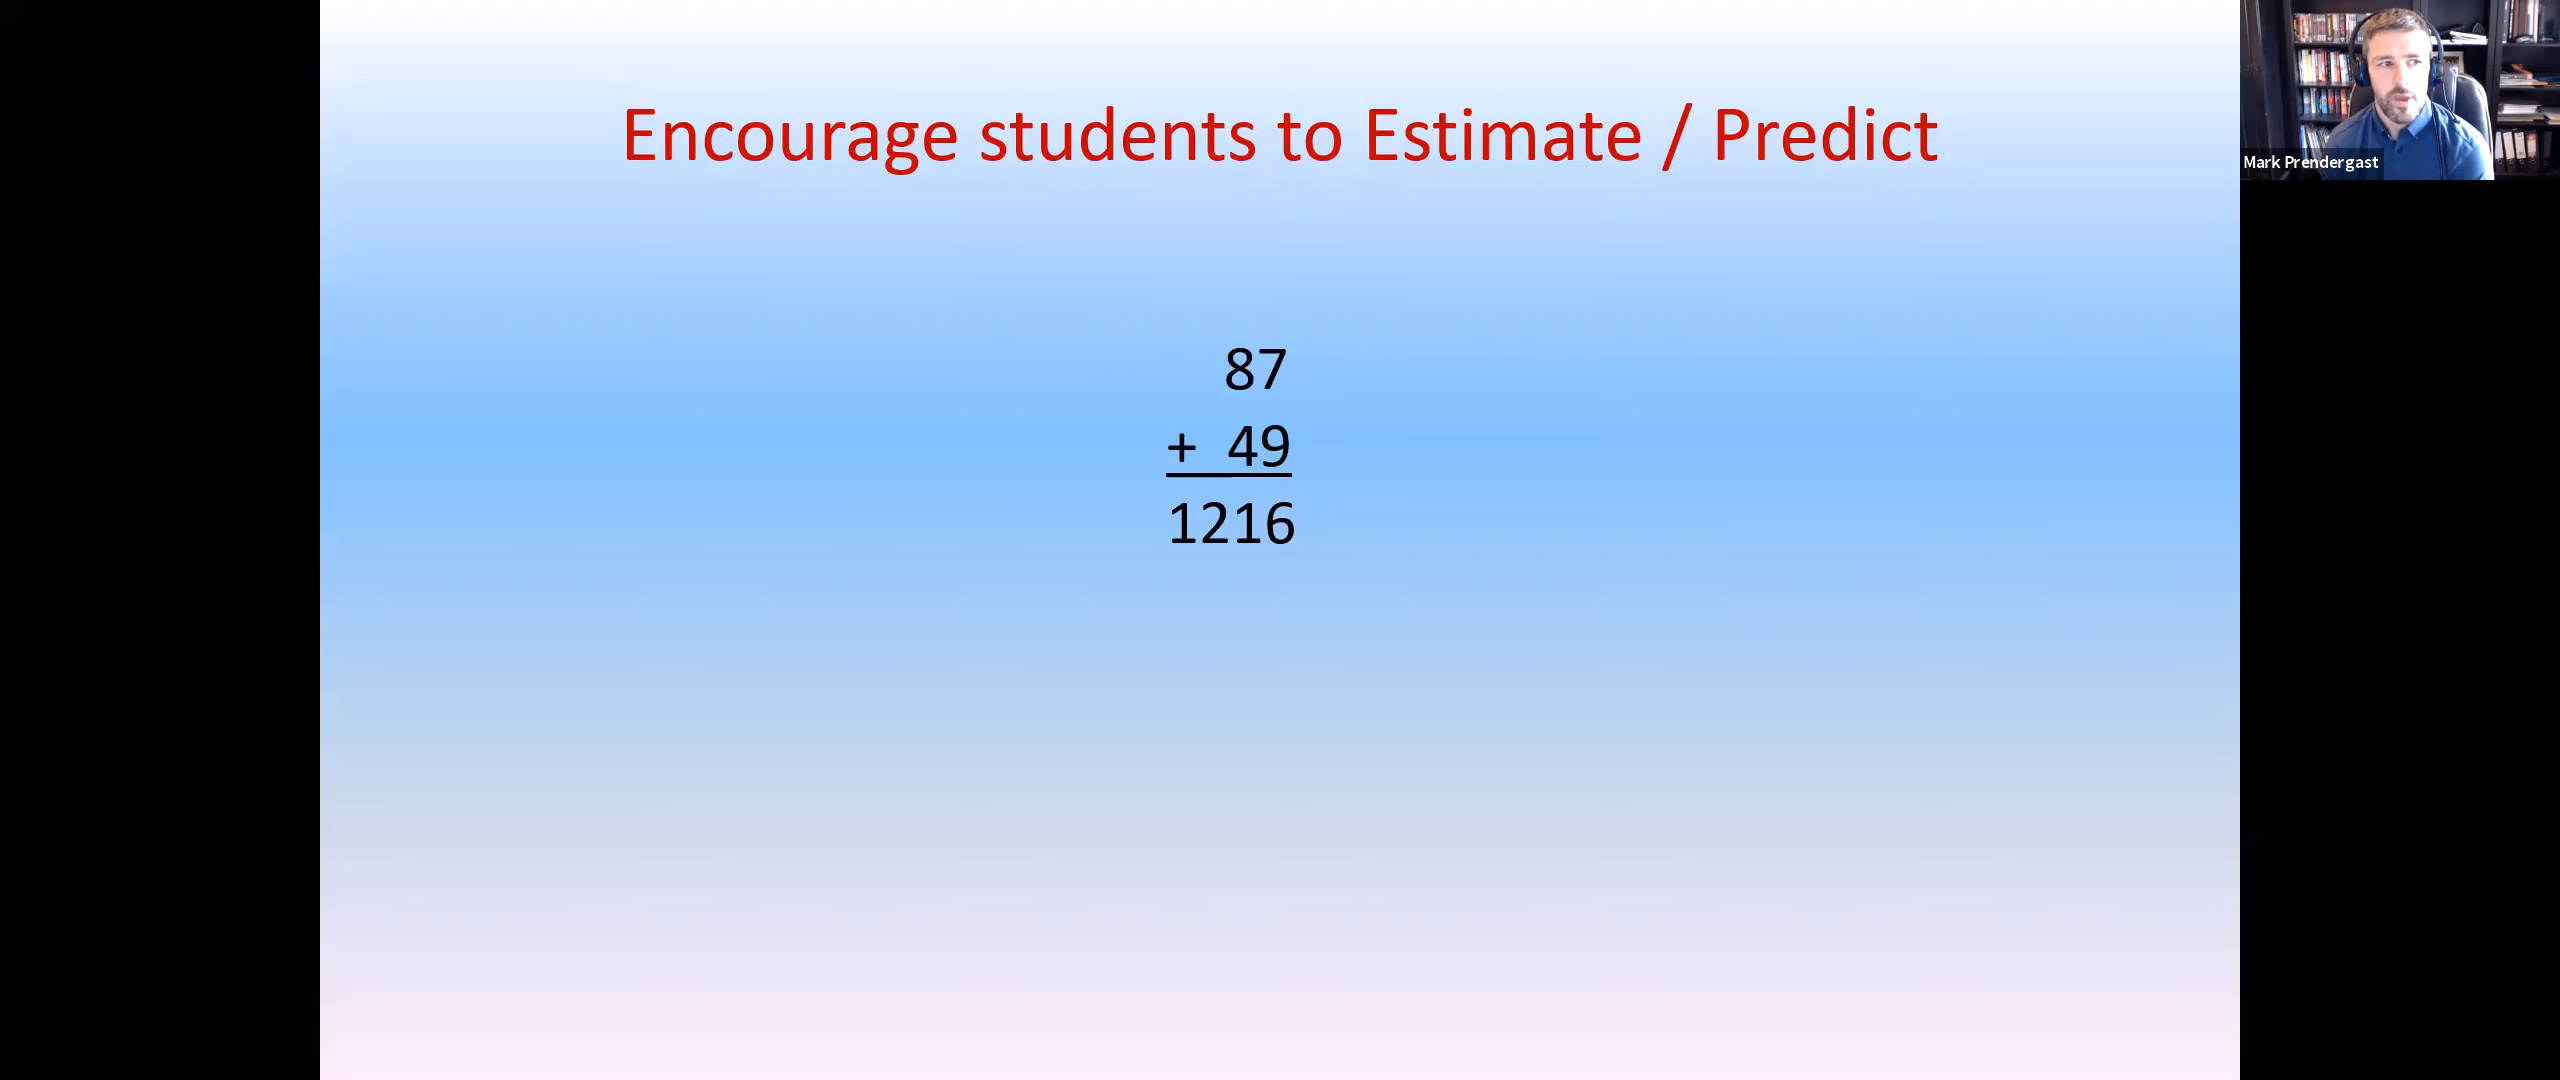 Encourage students to Estimate / Predict
Mark Prendergast
87
+ 49
1216